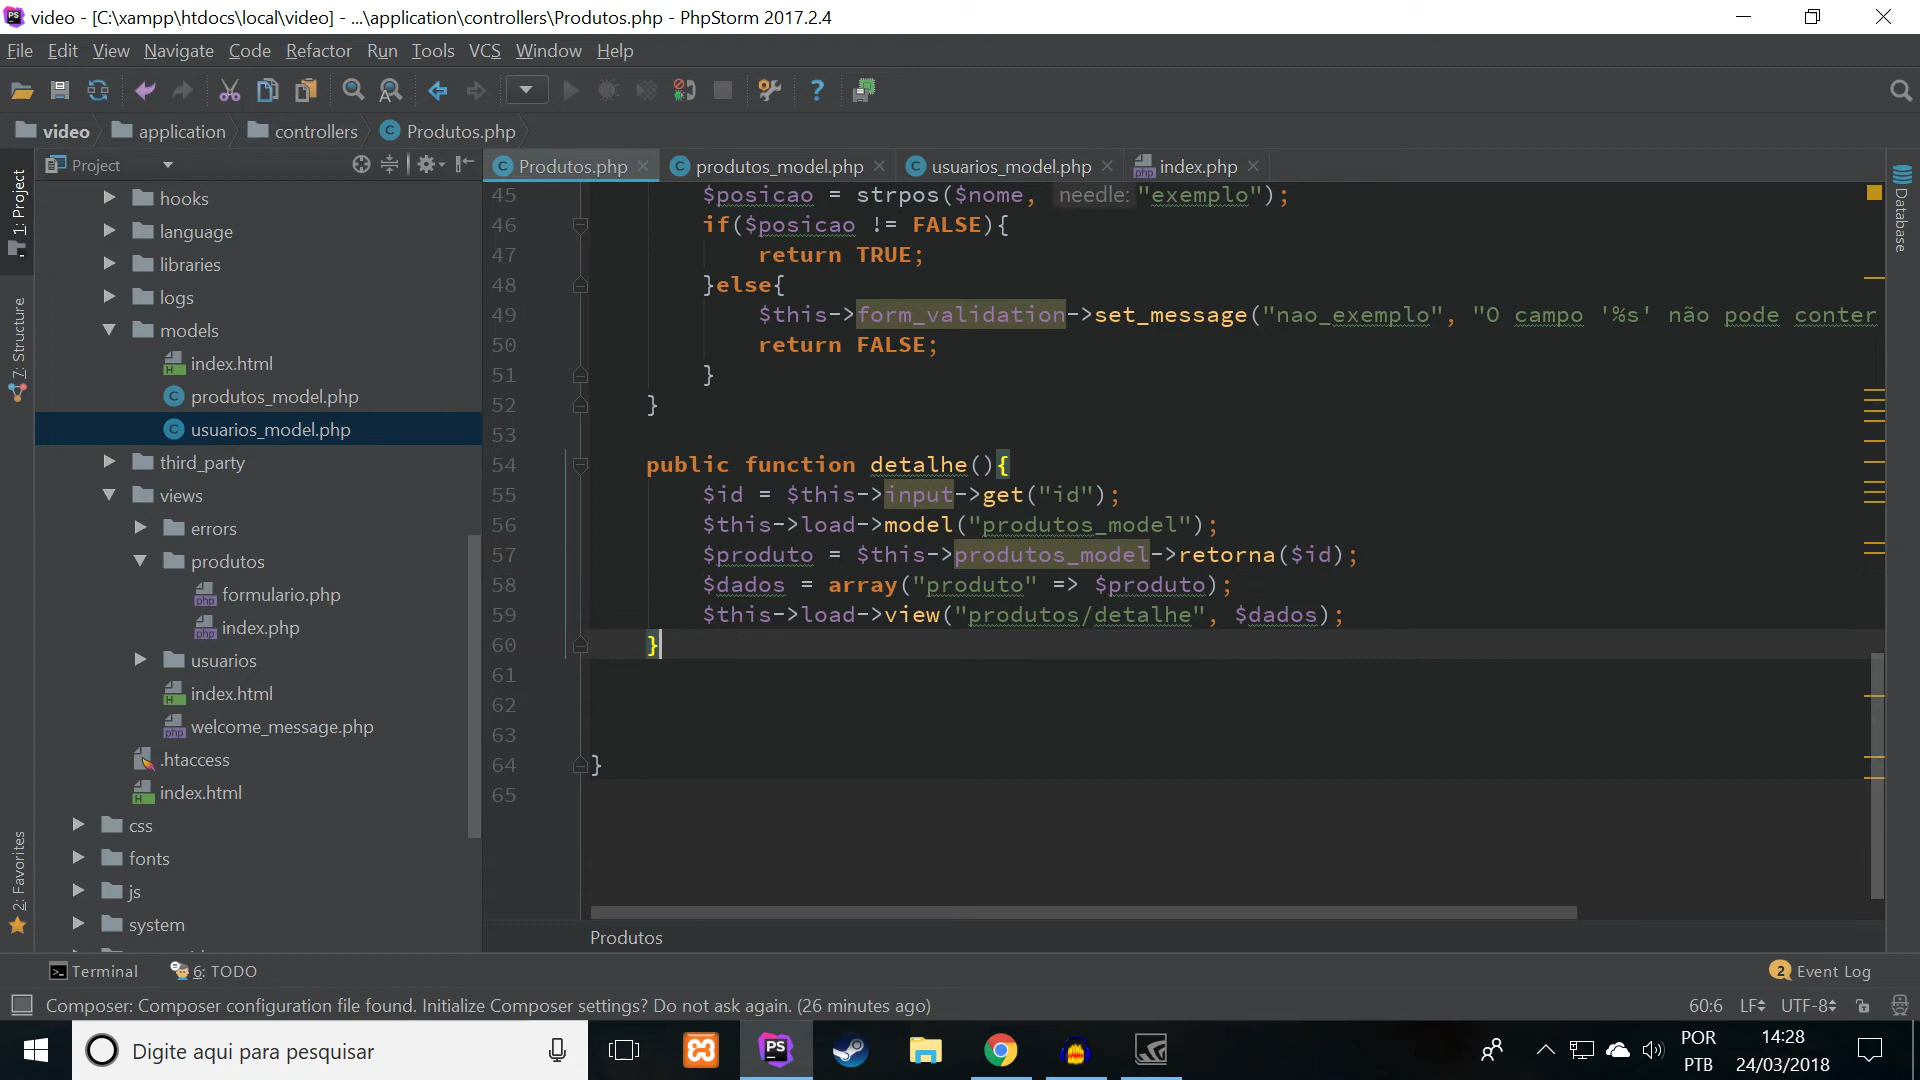 PS video - [C:\xampp\htdocs\local\video] - ...\application\controllers\Produtos.php - PhpStorm 2017.2.4
File Edit View Navigate Code Refactor Run Tools VCS Window Help
video application controllers Produtos.php
Project
Produtos.php produtos_model.php usuarios_model.php index.php
1: Project
7: Structure
2: Favorites
Database
hooks
language
libraries
logs
models
index.html
produtos_model.php
usuarios_model.php
third_party
views
errors
produtos
formulario.php
index.php
usuarios
index.html
welcome_message.php
.htaccess
index.html
css
fonts
js
system
45 $posicao = strpos($nome, needle: "exemplo");
46 if($posicao != FALSE){
47 return TRUE;
48 }else{
49 $this->form_validation->set_message("nao_exemplo", "O campo '%s' não pode conter
50 return FALSE;
51 }
52 }
53
54 public function detalhe(){
55 $id = $this->input->get("id");
56 $this->load->model("produtos_model");
57 $produto = $this->produtos_model->retorna($id);
58 $dados = array("produto" => $produto);
59 $this->load->view("produtos/detalhe", $dados);
60 }
61
62
63
64 }
65
Produtos
Terminal 6: TODO 2 Event Log
Composer: Composer configuration file found. Initialize Composer settings? Do not ask again. (26 minutes ago) 60:6 LF UTF-8
Digite aqui para pesquisar
PS
POR
PTB
14:28
24/03/2018